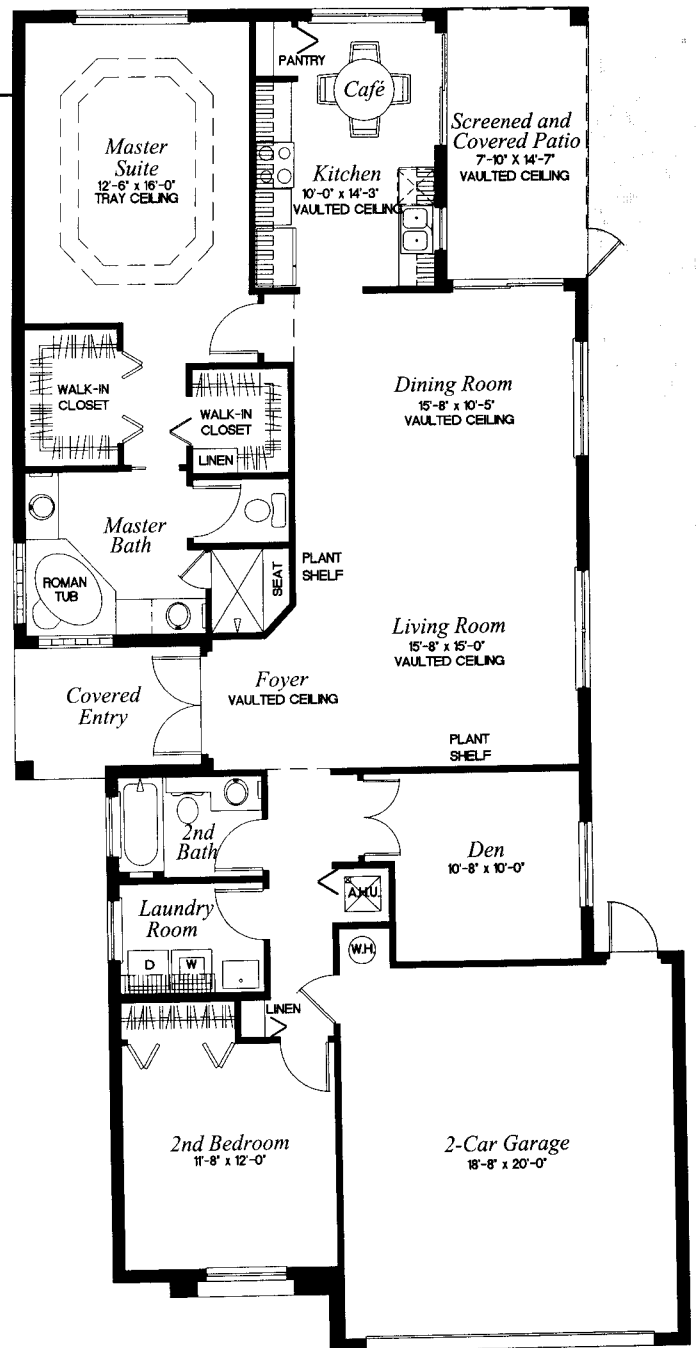 PANTRY
Café
Master
Suite
12'-6" x 16'-0"
TRAY CEILING
Kitchen
10'-0" x 14'-3"
VAULTED CEILING
Screened and
Covered Patio
7'-10" X 14'-7"
VAULTED CEILING
WALK-IN
CLOSET
WALK-IN
CLOSET
LINEN
Dining Room
15'-8" x 10'-5"
VAULTED CEILING
Master
Bath
ROMAN
TUB
SEAT
PLANT
SHELF
Living Room
15'-8" x 15'-0"
VAULTED CEILING
Covered
Entry
Foyer
VAULTED CEILING
PLANT
SHELF
2nd
Bath
Den
10'-8" x 10'-0"
A.H.U.
Laundry
Room
D
W
W.H.
LINEN
2nd Bedroom
11'-8" x 12'-0"
2-Car Garage
18'-8" x 20'-0"